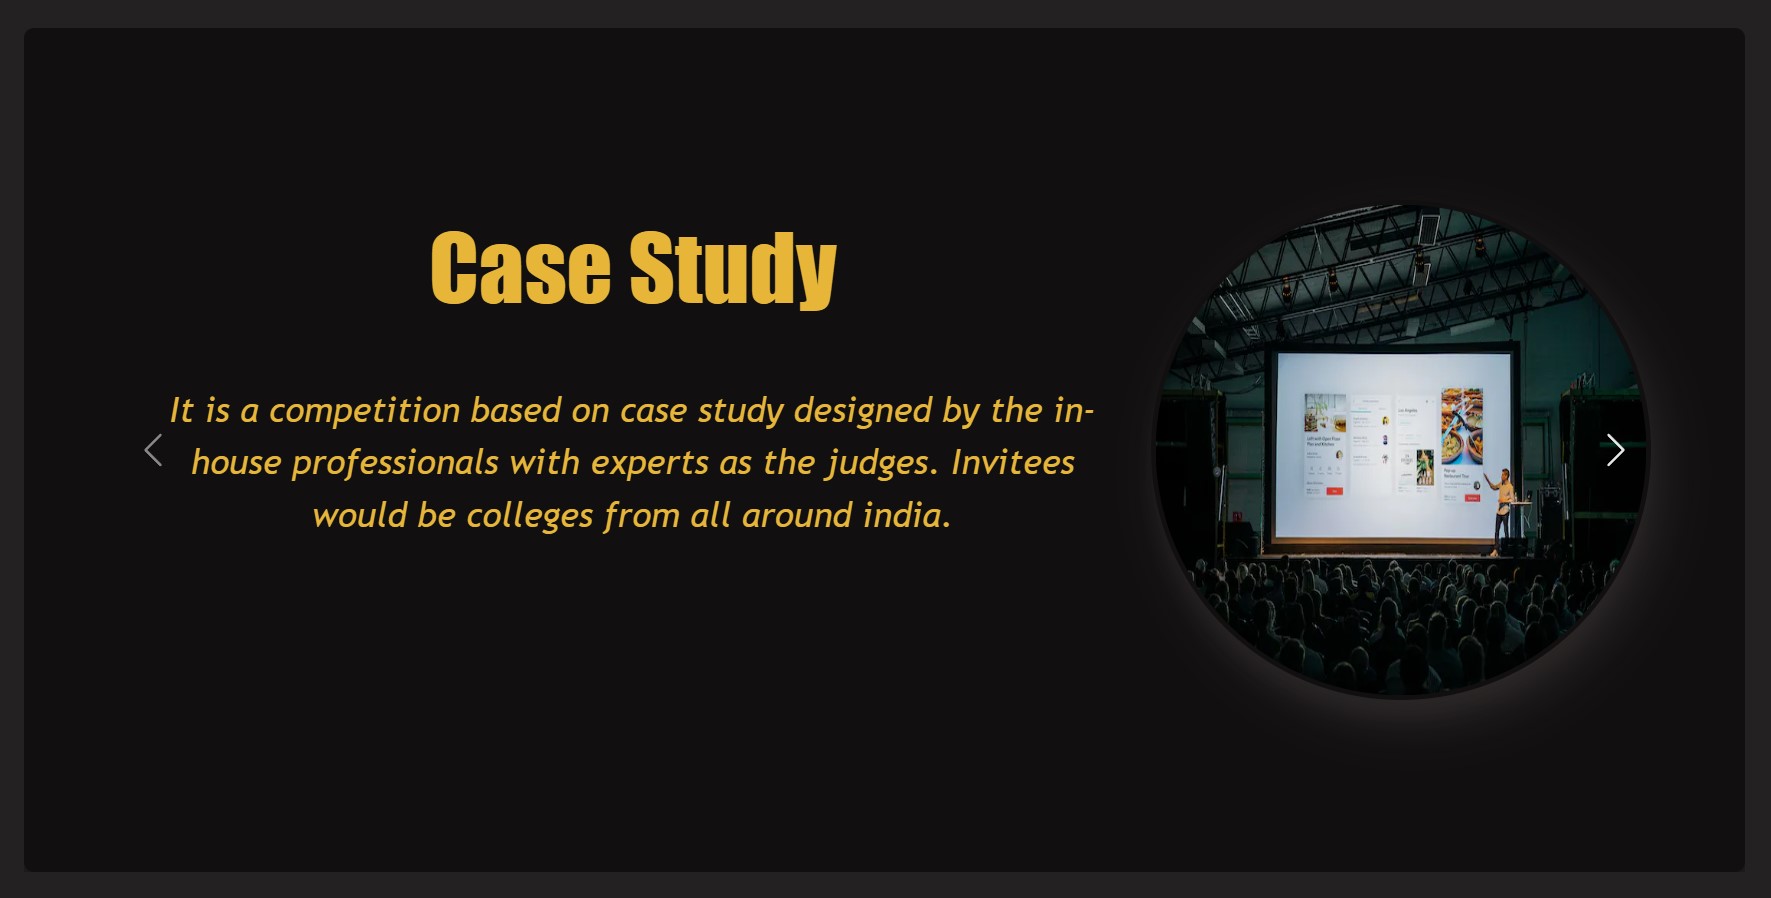 Case Study
It is a competition based on case study designed by the in-
house professionals with experts as the judges. Invitees
would be colleges from all around india.